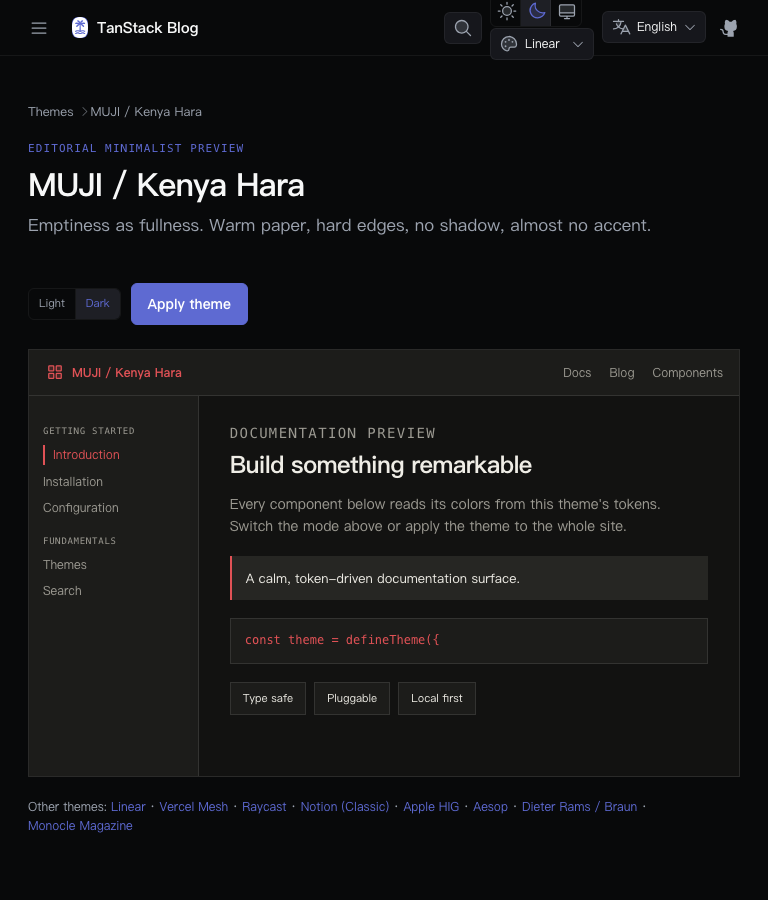 TanStack Blog
Linear
English
Themes
MUJI / Kenya Hara
EDITORIAL MINIMALIST PREVIEW
MUJI / Kenya Hara
Emptiness as fullness. Warm paper, hard edges, no shadow, almost no accent.
Light
Dark
Apply theme
MUJI / Kenya Hara
Docs
Blog
Components
GETTING STARTED
Introduction
Installation
Configuration
FUNDAMENTALS
Themes
Search
DOCUMENTATION PREVIEW
Build something remarkable
Every component below reads its colors from this theme's tokens.
Switch the mode above or apply the theme to the whole site.
A calm, token-driven documentation surface.
const theme = defineTheme({
Type safe
Pluggable
Local first
Other themes: Linear · Vercel Mesh · Raycast · Notion (Classic) · Apple HIG · Aesop · Dieter Rams / Braun ·
Monocle Magazine